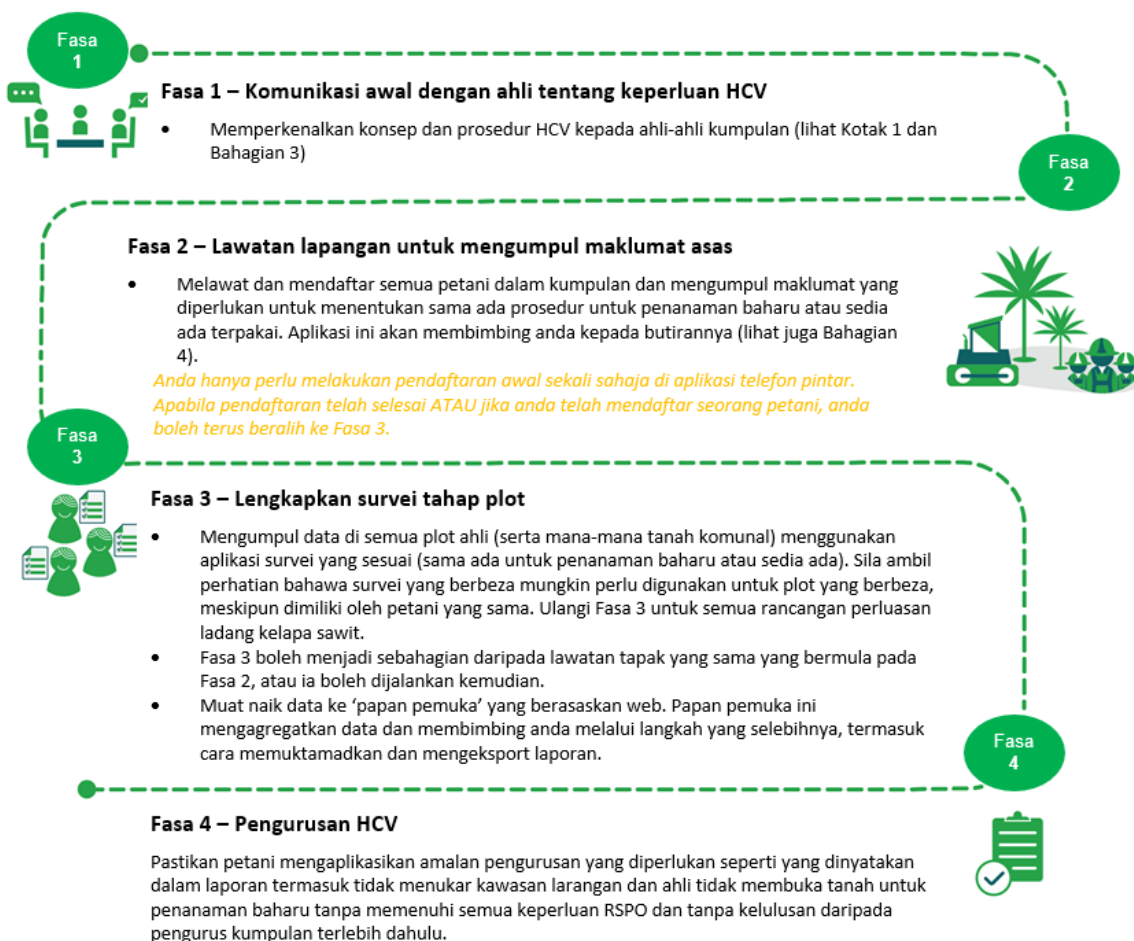 Fasa
1
Fasa 1 – Komunikasi awal dengan ahli tentang keperluan HCV
• Memperkenalkan konsep dan prosedur HCV kepada ahli-ahli kumpulan (lihat Kotak 1 dan
Bahagian 3)
Fasa
2
Fasa 2 – Lawatan lapangan untuk mengumpul maklumat asas
• Melawat dan mendaftar semua petani dalam kumpulan dan mengumpul maklumat yang
diperlukan untuk menentukan sama ada prosedur untuk penanaman baharu atau sedia
ada terpakai. Aplikasi ini akan membimbing anda kepada butirannya (lihat juga Bahagian
4).
Anda hanya perlu melakukan pendaftaran awal sekali sahaja di aplikasi telefon pintar.
Apabila pendaftaran telah selesai ATAU jika anda telah mendaftar seorang petani, anda
boleh terus beralih ke Fasa 3.
Fasa
3
Fasa 3 – Lengkapkan survei tahap plot
• Mengumpul data di semua plot ahli (serta mana-mana tanah komunal) menggunakan
aplikasi survei yang sesuai (sama ada untuk penanaman baharu atau sedia ada). Sila ambil
perhatian bahawa survei yang berbeza mungkin perlu digunakan untuk plot yang berbeza,
meskipun dimiliki oleh petani yang sama. Ulangi Fasa 3 untuk semua rancangan perluasan
ladang kelapa sawit.
• Fasa 3 boleh menjadi sebahagian daripada lawatan tapak yang sama yang bermula pada
Fasa 2, atau ia boleh dijalankan kemudian.
• Muat naik data ke ‘papan pemuka’ yang berasaskan web. Papan pemuka ini
mengagregatkan data dan membimbing anda melalui langkah yang selebihnya, termasuk
cara memuktamadkan dan mengeksport laporan.
Fasa
4
Fasa 4 – Pengurusan HCV
Pastikan petani mengaplikasikan amalan pengurusan yang diperlukan seperti yang dinyatakan
dalam laporan termasuk tidak menukar kawasan larangan dan ahli tidak membuka tanah untuk
penanaman baharu tanpa memenuhi semua keperluan RSPO dan tanpa kelulusan daripada
pengurus kumpulan terlebih dahulu.